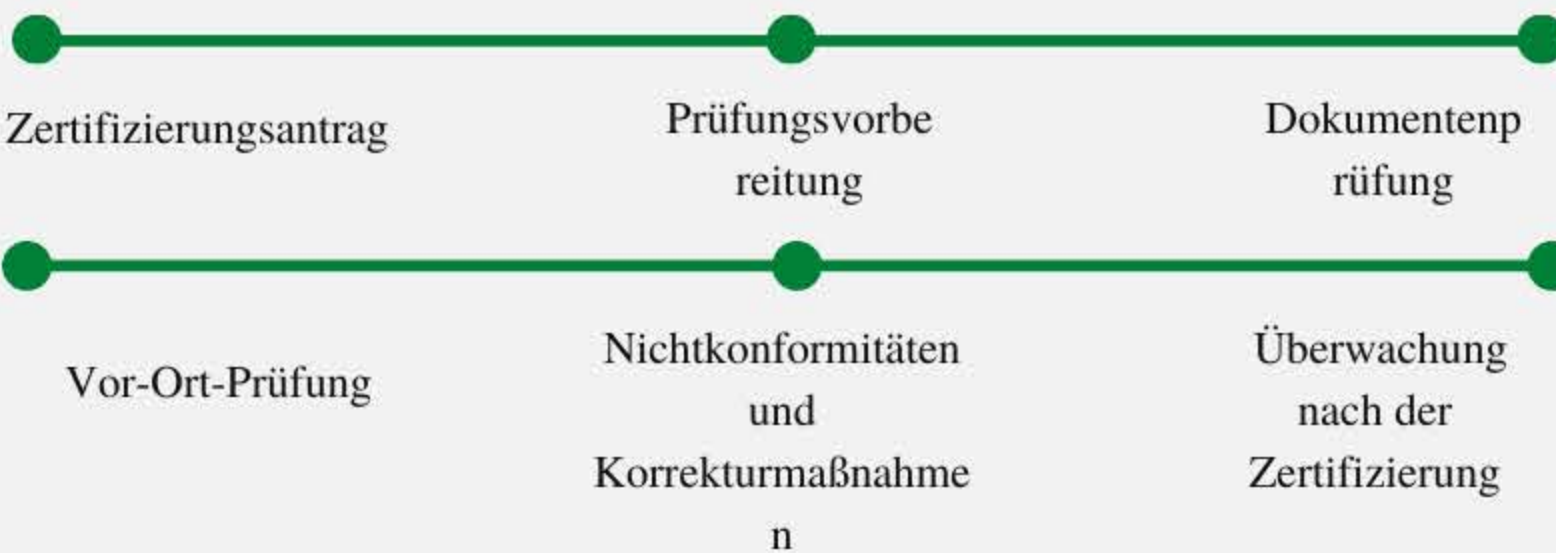 Zertifizierungsantrag
Prüfungsvorbe
reitung
Dokumentenp
rüfung
Vor-Ort-Prüfung
Nichtkonformitäten
und
Korrekturmaßnahme
n
Überwachung
nach der
Zertifizierung